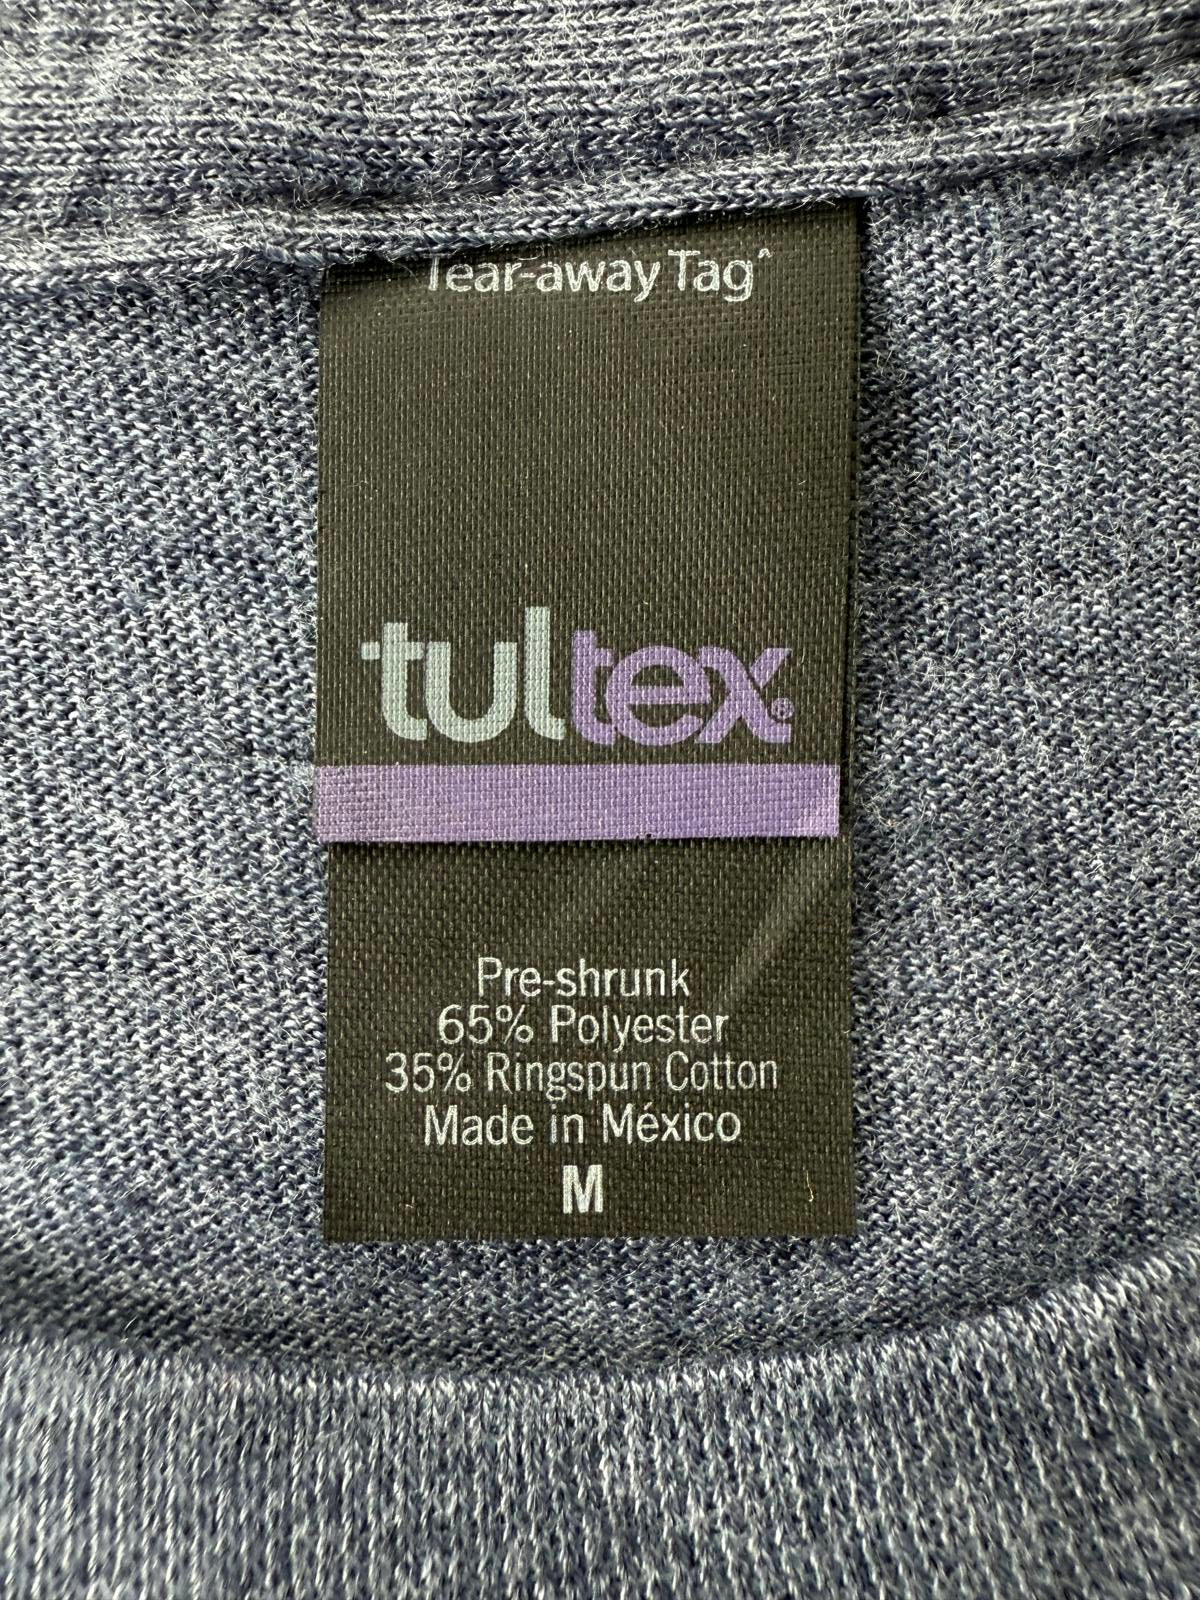 Tear-away Tag^
tultex®
Pre-shrunk
65% Polyester
35% Ringspun Cotton
Made in México
M